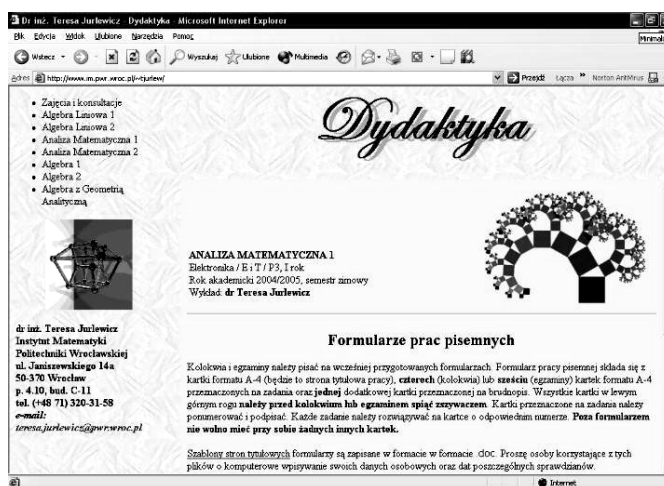 Dr inż. Teresa Jurlewicz - Dydaktyka - Microsoft Internet Explorer
Plik Edycja Widok Ulubione Narzędzia Pomoc
Minimali
Wstecz
Wyszukaj Ulubione Multimedia
Adres http://www.im.pwr.wroc.pl/~tjurlew/
Przejdź Łącza » Norton AntiVirus
Zajęcia i konsultacje
Algebra Liniowa 1
Algebra Liniowa 2
Analiza Matematyczna 1
Analiza Matematyczna 2
Algebra 1
Algebra 2
Algebra z Geometrią
Analityczną
dr inż. Teresa Jurlewicz
Instytut Matematyki
Politechniki Wrocławskiej
ul. Janiszewskiego 14a
50-370 Wrocław
p. 4.10, bud. C-11
tel. (+48 71) 320-31-58
e-mail:
teresa.jurlewicz@pwr.wroc.pl
Dydaktyka
ANALIZA MATEMATYCZNA 1
Elektronika / E i T / P3, I rok
Rok akademicki 2004/2005, semestr zimowy
Wykład: dr Teresa Jurlewicz
Formularze prac pisemnych
Kolokwia i egzaminy należy pisać na wcześniej przygotowanych formularzach. Formularz pracy pisemnej składa się z
kartki formatu A-4 (będzie to strona tytułowa pracy), czterech (kolokwia) lub sześciu (egzaminy) kartek formatu A-4
przeznaczonych na zadania oraz jednej dodatkowej kartki przeznaczonej na brudnopis. Wszystkie kartki w lewym
górnym rogu należy przed kolokwium lub egzaminem spiąć zszywaczem. Kartki przeznaczone na zadania należy
ponumerować i podpisać. Każde zadanie należy rozwiązywać na kartce o odpowiednim numerze. Poza formularzem
nie wolno mieć przy sobie żadnych innych kartek.
Szablony stron tytułowych formularzy są zapisane w formacie w formacie .doc. Proszę osoby korzystające z tych
plików o komputerowe wpisywanie swoich danych osobowych oraz dat poszczególnych sprawdzianów.
Internet